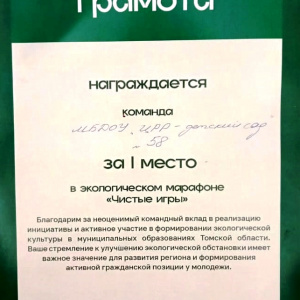 грамота
награждается
команда
МБДОУ "ЦРР - детский сад
№ 58
за I место
в экологическом марафоне
«Чистые игры»
Благодарим за неоценимый командный вклад в реализацию
инициативы и активное участие в формировании экологической
культуры в муниципальных образованиях Томской области.
Ваше стремление к улучшению экологической обстановки имеет
важное значение для развития региона и формирования
активной гражданской позиции у молодежи.